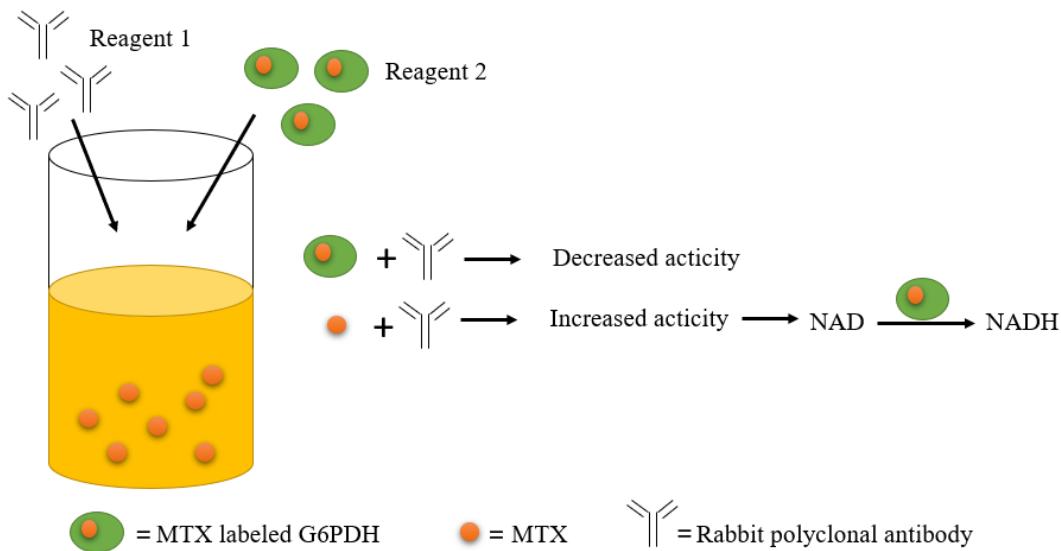 Reagent 1
Reagent 2
+ → Decreased acticity
+ → Increased acticity → NAD → NADH
= MTX labeled G6PDH = MTX = Rabbit polyclonal antibody